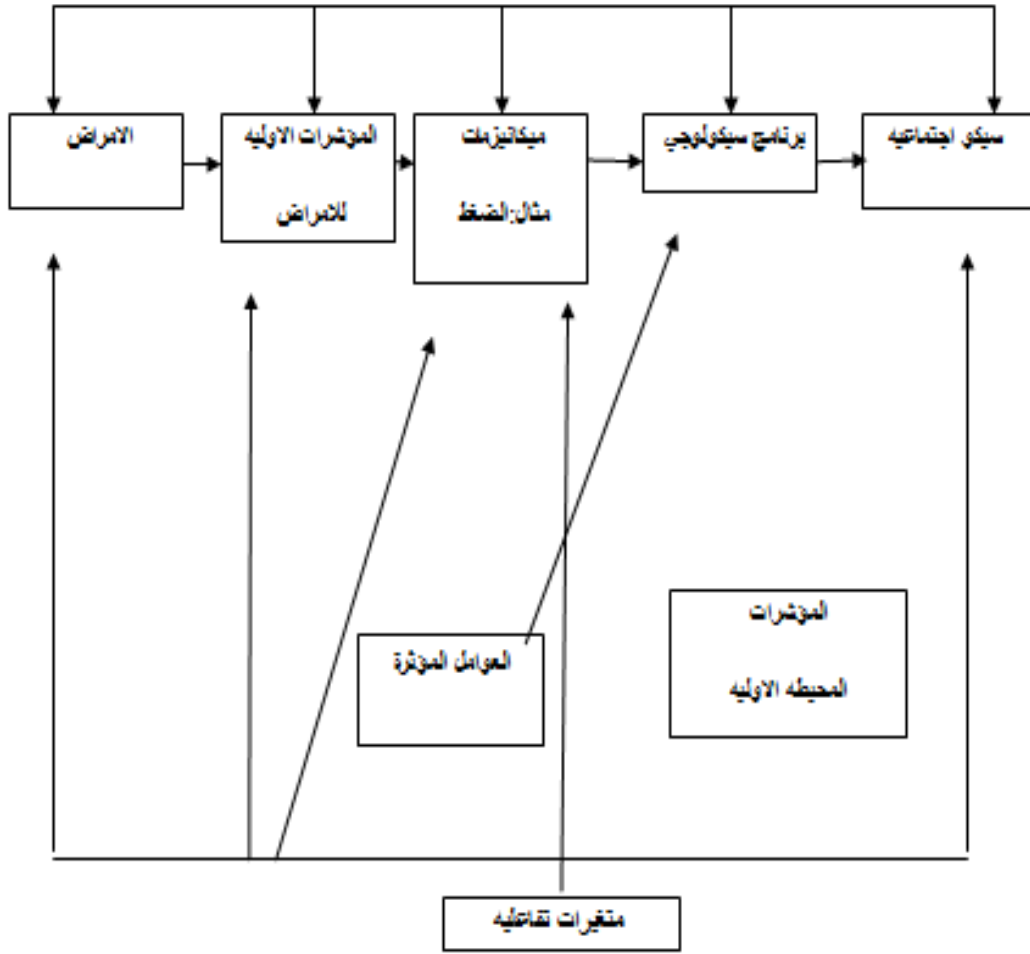 سيكو اجتماعيه
برنامج سيكولوجي
ميكانيزمات
مثال:الضغط
المؤشرات الاوليه
للامراض
الامراض
المؤشرات
المحيطه الاوليه
العوامل المؤثرة
متغيرات تفاعليه